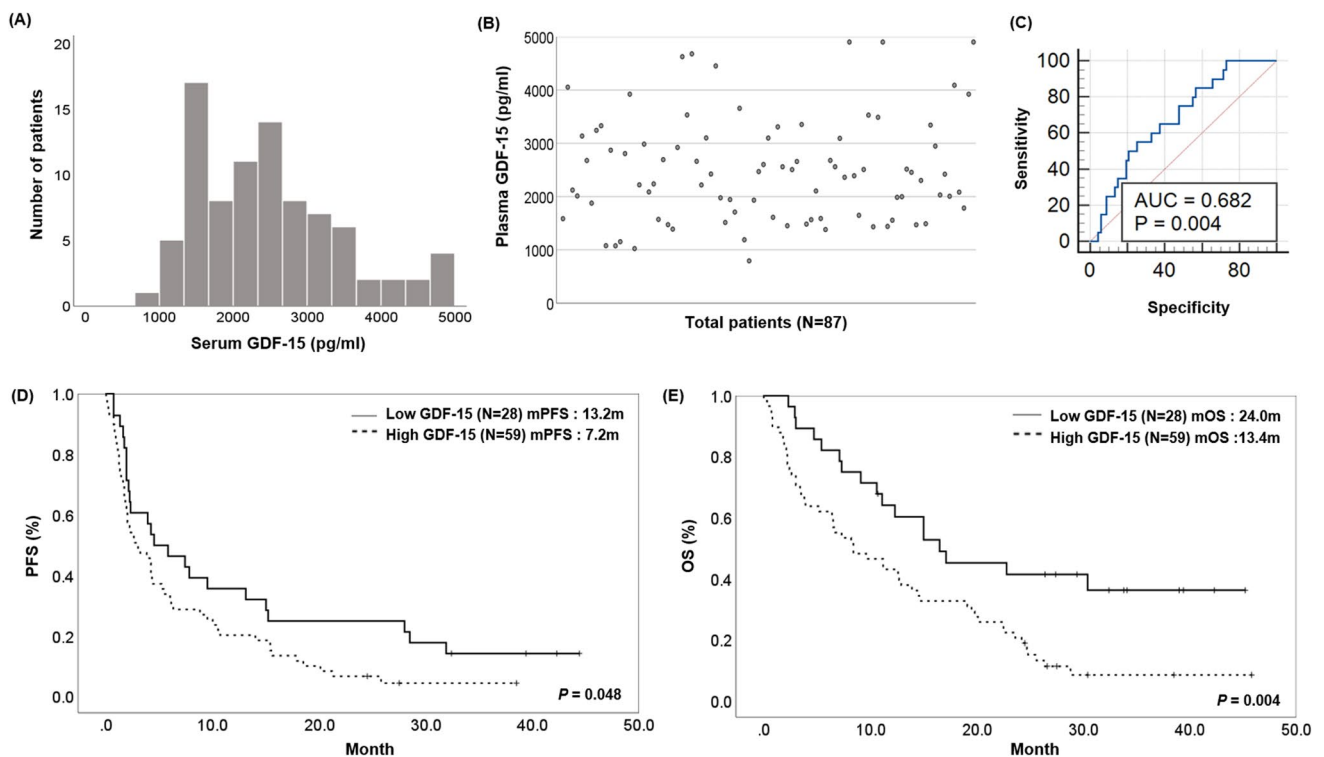 (A)
20
15
10
5
0
Number of patients
0 1000 2000 3000 4000 5000
Serum GDF-15 (pg/ml)
(B)
5000
4000
3000
2000
1000
0
Plasma GDF-15 (pg/ml)
Total patients (N=87)
(C)
100
80
60
40
20
0
Sensitivity
AUC = 0.682
P = 0.004
0 40 80
Specificity
(D)
1.0
0.8
0.6
0.4
0.2
0.0
PFS (%)
Low GDF-15 (N=28) mPFS : 13.2m
High GDF-15 (N=59) mPFS : 7.2m
P = 0.048
.0 10.0 20.0 30.0 40.0 50.0
Month
(E)
1.0
0.8
0.6
0.4
0.2
0.0
OS (%)
Low GDF-15 (N=28) mOS : 24.0m
High GDF-15 (N=59) mOS :13.4m
P = 0.004
.0 10.0 20.0 30.0 40.0 50.0
Month